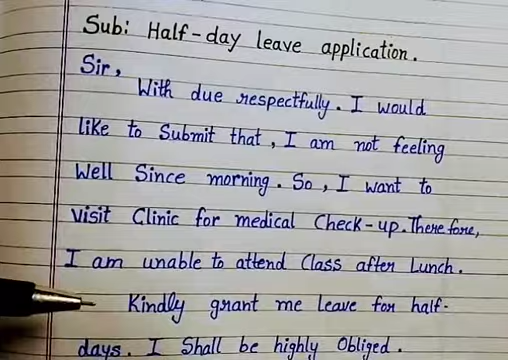 Sub: Half-day leave application.
Sir,
With due respectfully. I would
like to Submit that, I am not feeling
Well Since morning. So, I want to
visit Clinic for medical Check-up. There fore,
I am unable to attend Class after Lunch.
Kindly grant me Leave for half-
days. I Shall be highly Obliged.